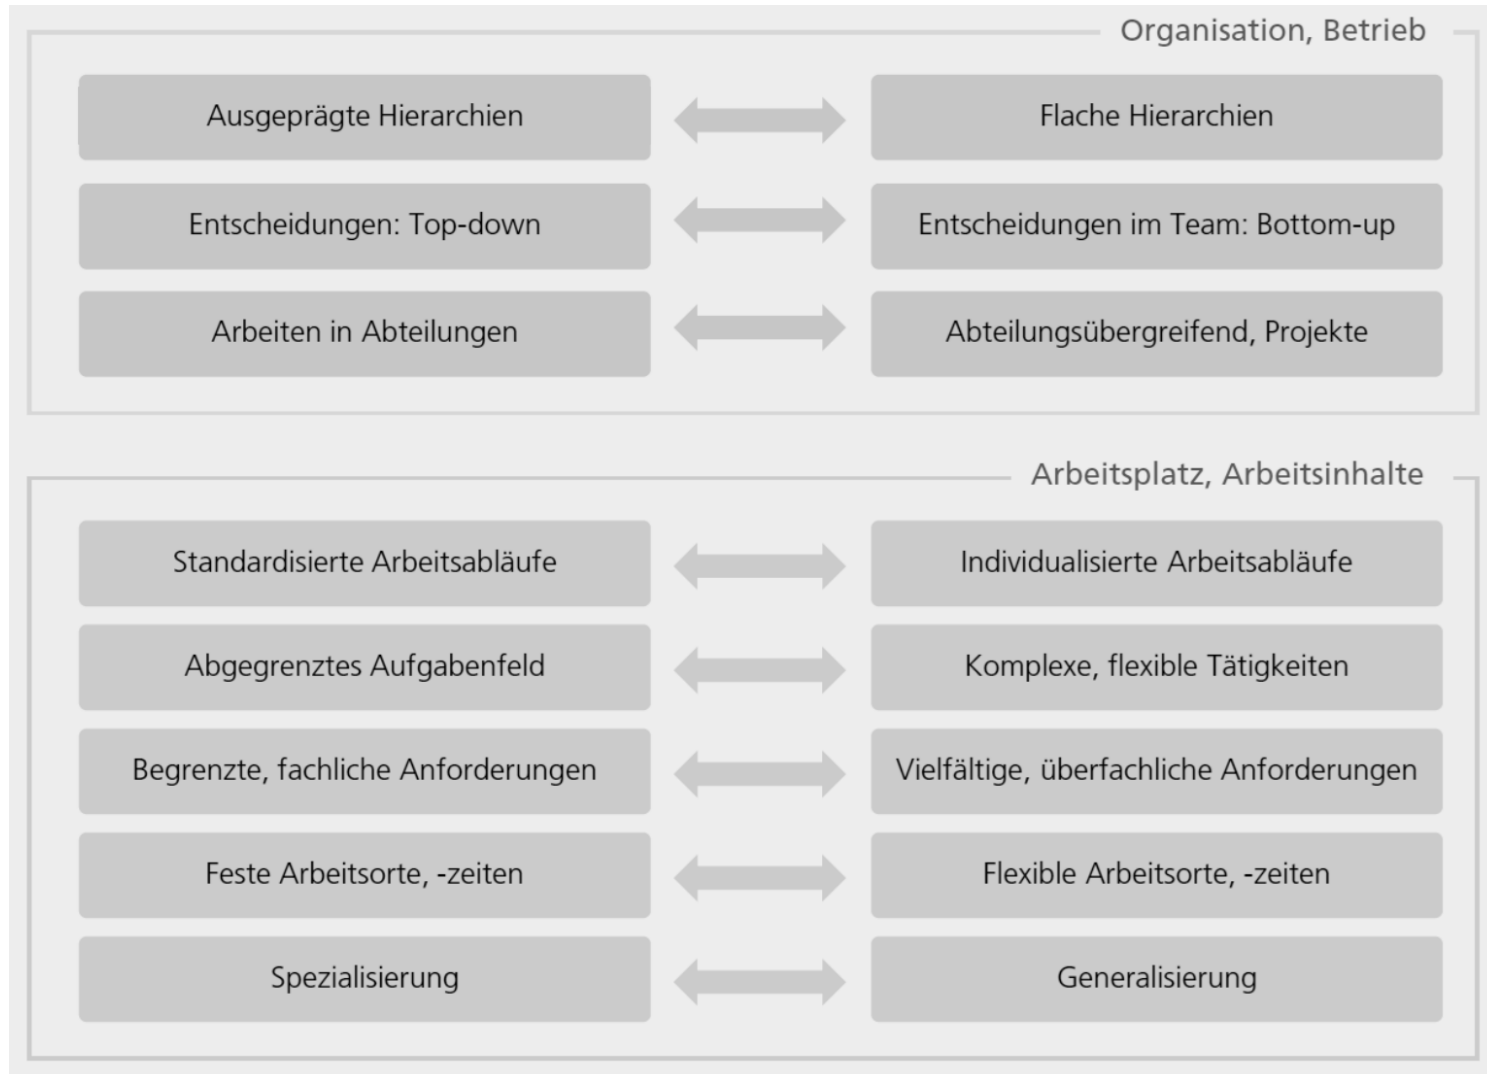 Organisation, Betrieb
Ausgeprägte Hierarchien
Flache Hierarchien
Entscheidungen: Top-down
Entscheidungen im Team: Bottom-up
Arbeiten in Abteilungen
Abteilungsübergreifend, Projekte
Arbeitsplatz, Arbeitsinhalte
Standardisierte Arbeitsabläufe
Individualisierte Arbeitsabläufe
Abgegrenztes Aufgabenfeld
Komplexe, flexible Tätigkeiten
Begrenzte, fachliche Anforderungen
Vielfältige, überfachliche Anforderungen
Feste Arbeitsorte, -zeiten
Flexible Arbeitsorte, -zeiten
Spezialisierung
Generalisierung